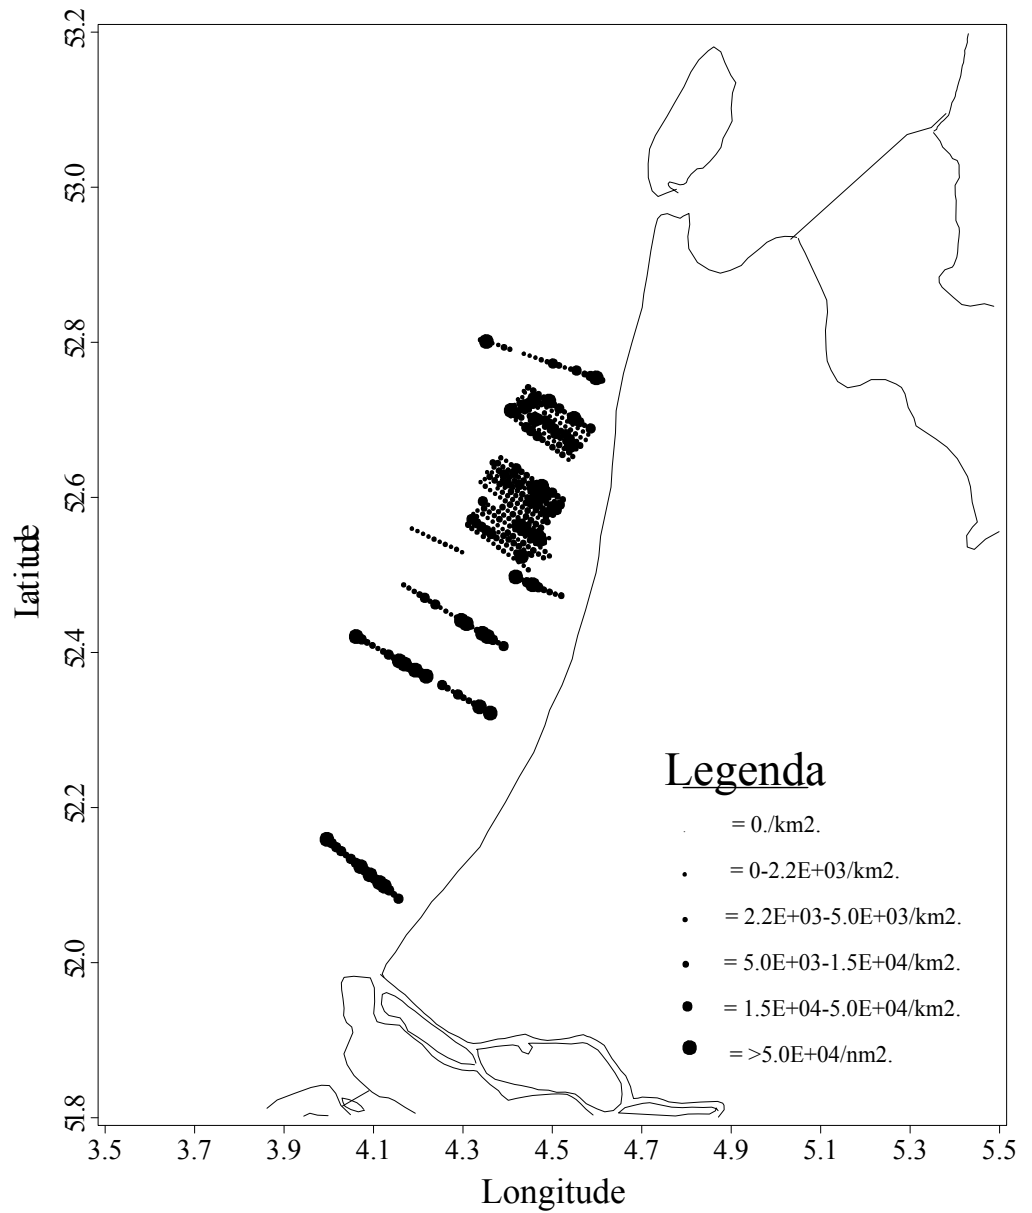 53.2
53.0
52.8
52.6
52.4
52.2
52.0
51.8
Latitude
Legenda
= 0./km2.
= 0-2.2E+03/km2.
= 2.2E+03-5.0E+03/km2.
= 5.0E+03-1.5E+04/km2.
= 1.5E+04-5.0E+04/km2.
= >5.0E+04/nm2.
3.5 3.7 3.9 4.1 4.3 4.5 4.7 4.9 5.1 5.3 5.5
Longitude